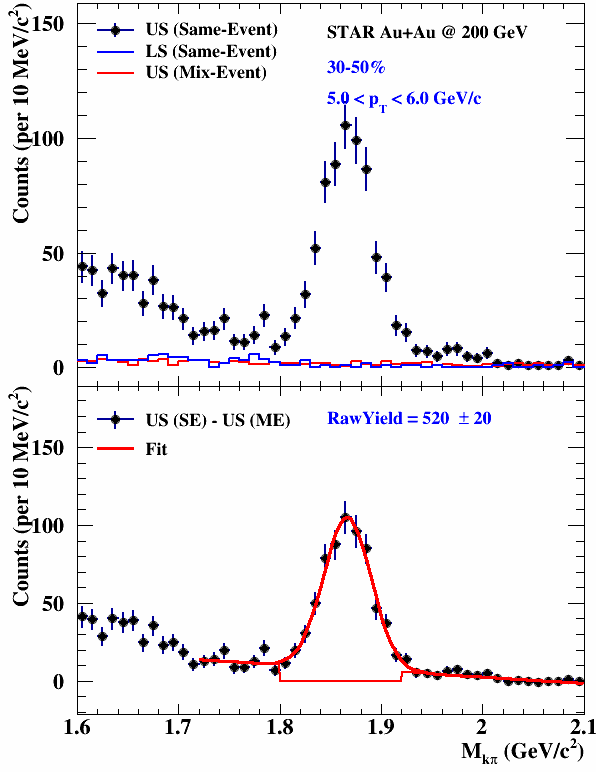 150
100
50
0
Counts (per 10 MeV/c²)
US (Same-Event)
LS (Same-Event)
US (Mix-Event)
STAR Au+Au @ 200 GeV
30-50%
5.0 < p_T < 6.0 GeV/c
150
100
50
0
Counts (per 10 MeV/c²)
US (SE) - US (ME)
Fit
RawYield = 520 ± 20
1.6 1.7 1.8 1.9 2 2.1
M_kπ (GeV/c²)